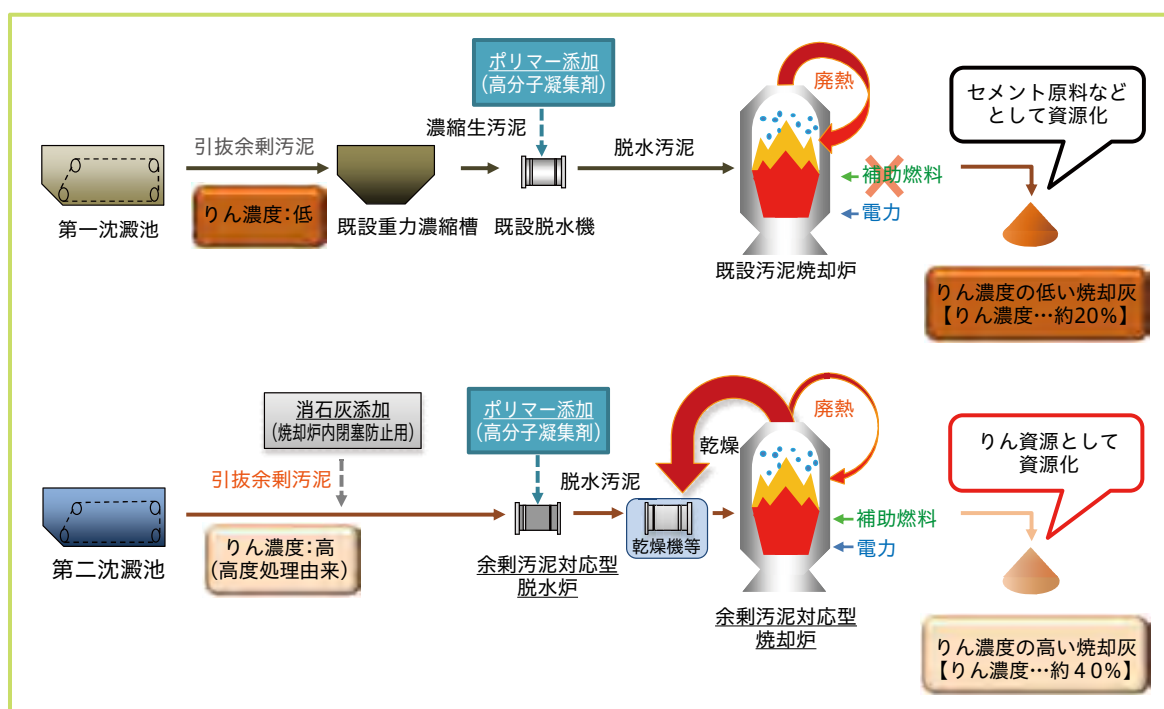 ポリマー添加
(高分子凝集剤)
廃熱
セメント原料など
として資源化
引抜余剰汚泥
濃縮生汚泥
脱水汚泥
補助燃料
電力
りん濃度:低
第一沈澱池
既設重力濃縮槽
既設脱水機
既設汚泥焼却炉
りん濃度の低い焼却灰
【りん濃度…約20%】
消石灰添加
(焼却炉内閉塞防止用)
ポリマー添加
(高分子凝集剤)
廃熱
乾燥
りん資源として
資源化
引抜余剰汚泥
脱水汚泥
補助燃料
電力
乾燥機等
りん濃度:高
(高度処理由来)
第二沈澱池
余剰汚泥対応型
脱水炉
余剰汚泥対応型
焼却炉
りん濃度の高い焼却灰
【りん濃度…約40%】